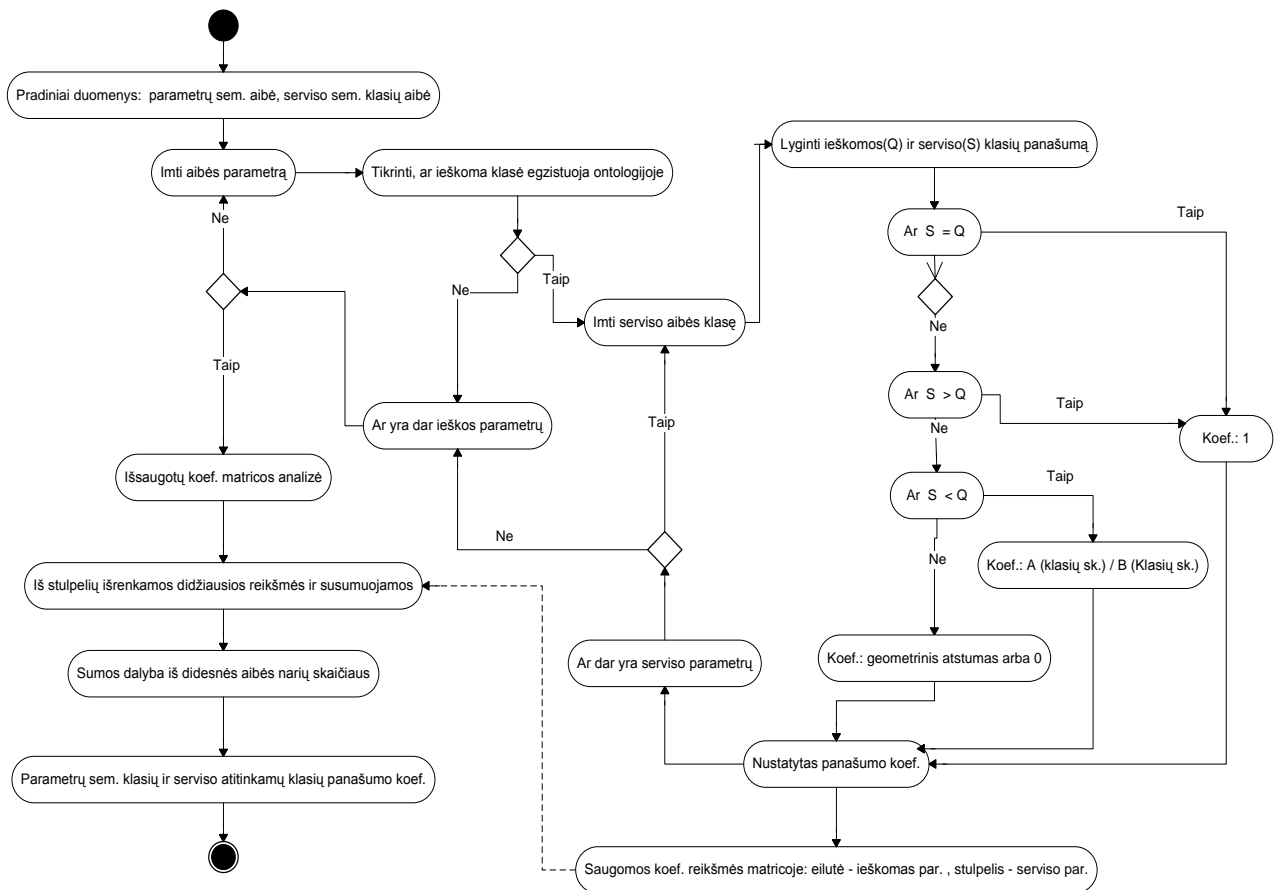 Pradiniai duomenys: parametrų sem. aibė, serviso sem. klasių aibė
Imti aibės parametrą
Tikrinti, ar ieškoma klasė egzistuoja ontologijoje
Lyginti ieškomos(Q) ir serviso(S) klasių panašumą
Ne
Taip
Ar S = Q
Ne
Taip
Imti serviso aibės klasę
Ne
Taip
Ar S > Q
Taip
Ar yra dar ieškos parametrų
Taip
Ne
Koef.: 1
Išsaugotų koef. matricos analizė
Taip
Ar S < Q
Ne
Ne
Koef.: A (klasių sk.) / B (Klasių sk.)
Iš stulpelių išrenkamos didžiausios reikšmės ir susumuojamos
Ar dar yra serviso parametrų
Koef.: geometrinis atstumas arba 0
Sumos dalyba iš didesnės aibės narių skaičiaus
Nustatytas panašumo koef.
Parametrų sem. klasių ir serviso atitinkamų klasių panašumo koef.
Saugomos koef. reikšmės matricoje: eilutė - ieškomas par. , stulpelis - serviso par.